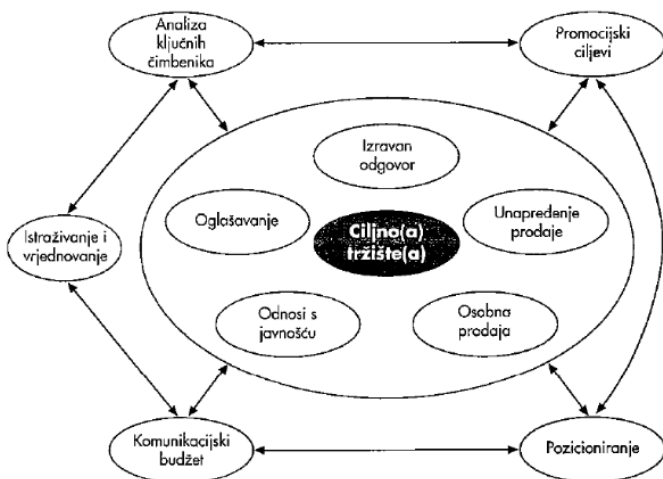 Analiza
ključnih
čimbenika
Promocijski
ciljevi
Izravan
odgovor
Oglašavanje
Unapređenje
prodaje
Ciljna(a)
tržište(a)
Istraživanje i
vrjednovanje
Odnosi s
javnošću
Osobna
prodaja
Komunikacijski
budžet
Pozicioniranje